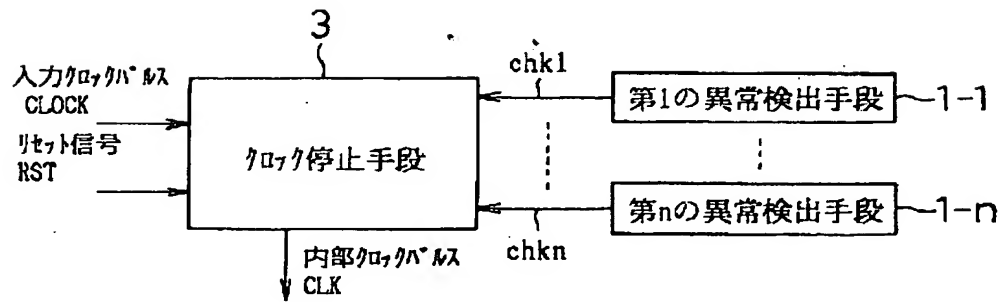 3
入力クロックパルス
CLOCK
リセット信号
RST
クロック停止手段
chk1
第1の異常検出手段
1-1
chkn
第nの異常検出手段
1-n
内部クロックパルス
CLK